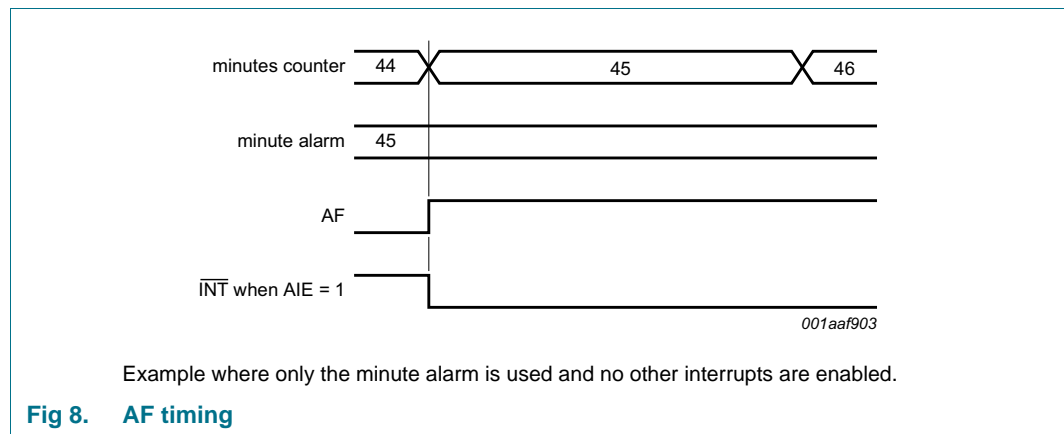 minutes counter 44 45 46
minute alarm 45
AF
INT when AIE = 1
001aaf903
Example where only the minute alarm is used and no other interrupts are enabled.
Fig 8. AF timing